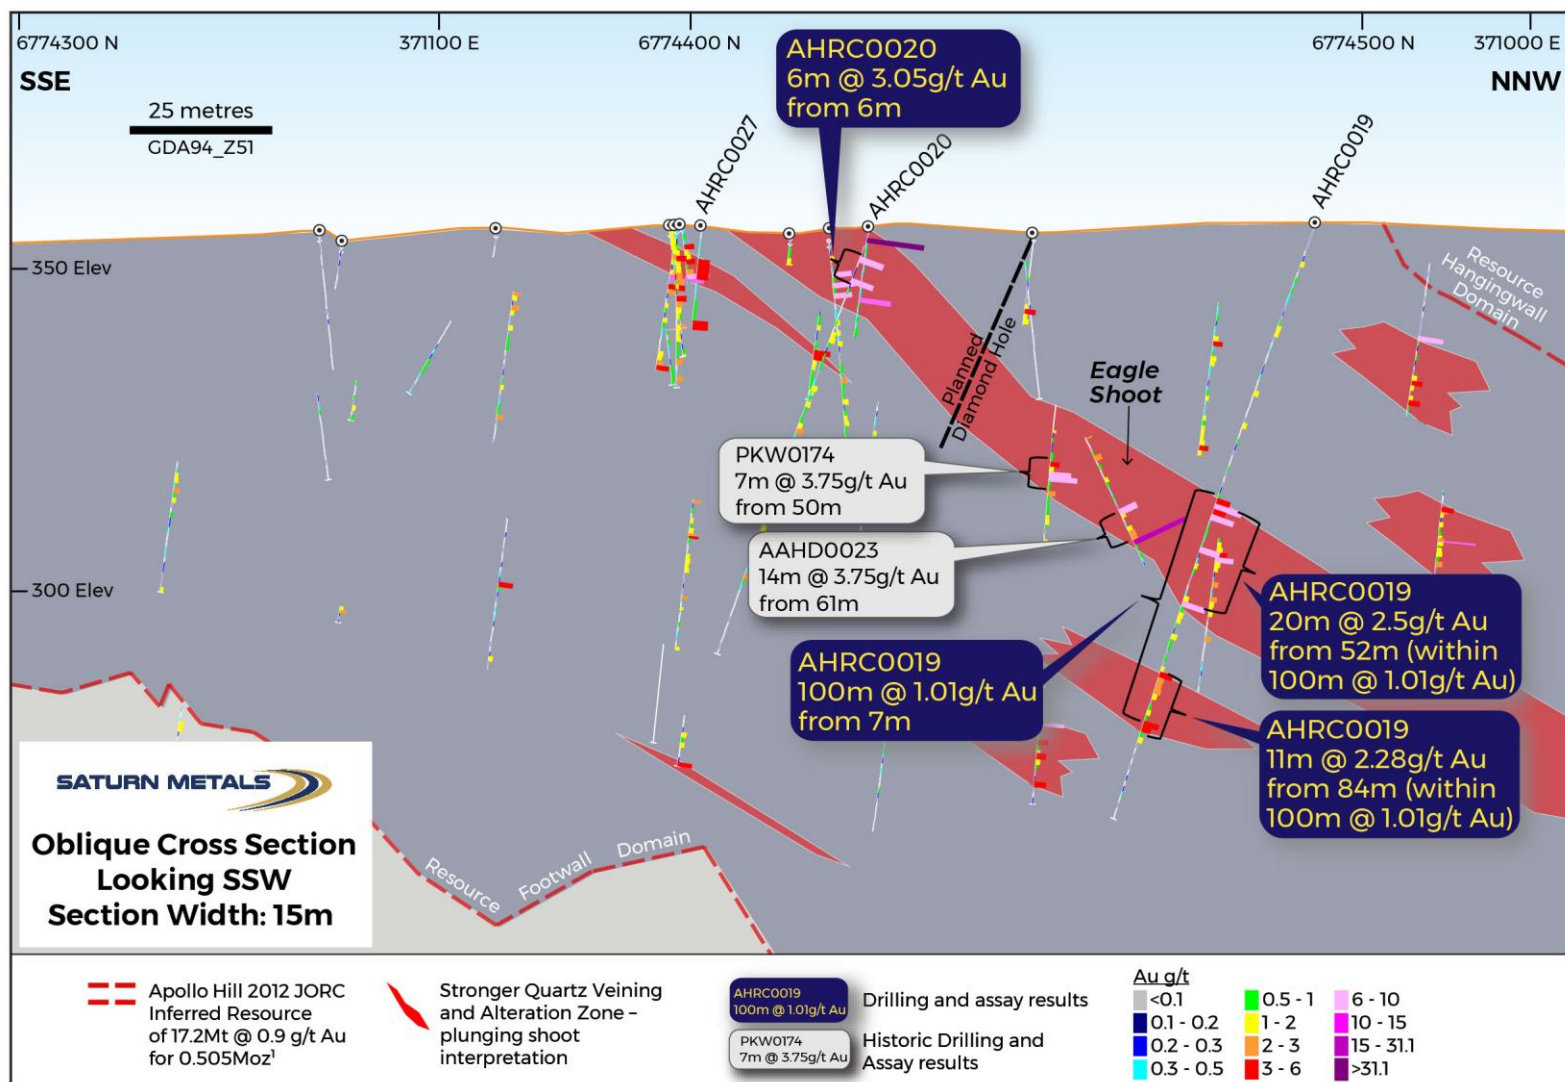 6774300 N
371100 E
6774400 N
6774500 N
371000 E
SSE
NNW
25 metres
GDA94_Z51
AHRC0020
6m @ 3.05g/t Au
from 6m
AHRC0027
AHRC0020
AHRC0019
350 Elev
300 Elev
Resource
Hangingwall
Domain
Planned
Diamond Hole
Eagle
Shoot
PKW0174
7m @ 3.75g/t Au
from 50m
AAHD0023
14m @ 3.75g/t Au
from 61m
AHRC0019
100m @ 1.01g/t Au
from 7m
AHRC0019
20m @ 2.5g/t Au
from 52m (within
100m @ 1.01g/t Au)
AHRC0019
11m @ 2.28g/t Au
from 84m (within
100m @ 1.01g/t Au)
SATURN METALS
Oblique Cross Section
Looking SSW
Section Width: 15m
Resource Footwall Domain
Apollo Hill 2012 JORC
Inferred Resource
of 17.2Mt @ 0.9 g/t Au
for 0.505Moz¹
Stronger Quartz Veining
and Alteration Zone –
plunging shoot
interpretation
AHRC0019
100m @ 1.01g/t Au
Drilling and assay results
PKW0174
7m @ 3.75g/t Au
Historic Drilling and
Assay results
Au g/t
<0.1
0.1 - 0.2
0.2 - 0.3
0.3 - 0.5
0.5 - 1
1 - 2
2 - 3
3 - 6
6 - 10
10 - 15
15 - 31.1
>31.1